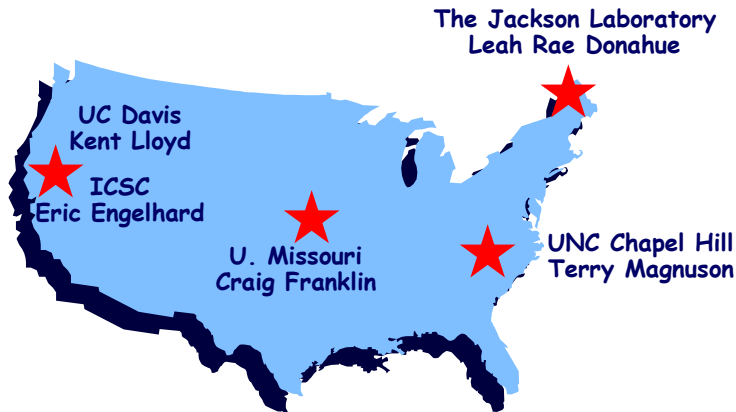 The Jackson Laboratory
Leah Rae Donahue
UC Davis
Kent Lloyd
ICSC
Eric Engelhard
U. Missouri
Craig Franklin
UNC Chapel Hill
Terry Magnuson